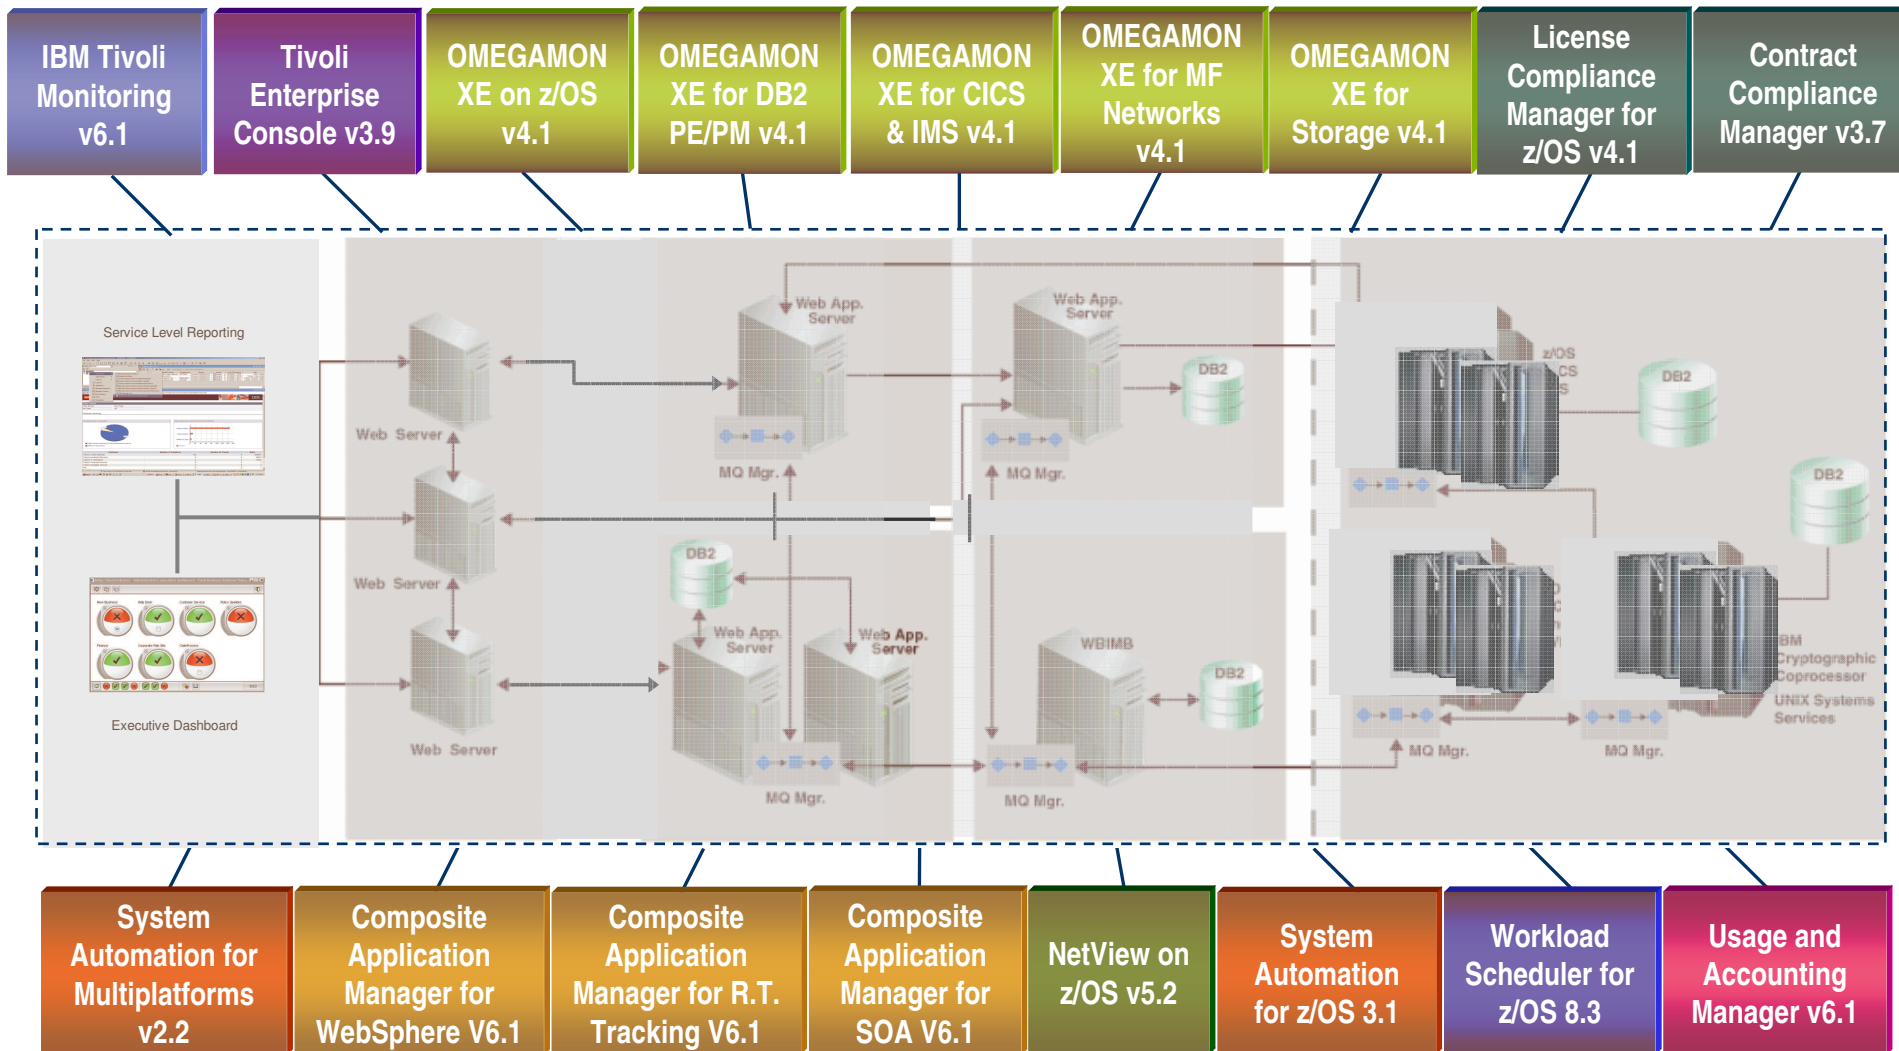 IBM Tivoli
Monitoring
v6.1
Tivoli
Enterprise
Console v3.9
OMEGAMON
XE on z/OS
v4.1
OMEGAMON
XE for DB2
PE/PM v4.1
OMEGAMON
XE for CICS
& IMS v4.1
OMEGAMON
XE for MF
Networks
v4.1
OMEGAMON
XE for
Storage v4.1
License
Compliance
Manager for
z/OS v4.1
Contract
Compliance
Manager v3.7
Service Level Reporting
Executive Dashboard
Web Server
Web Server
Web Server
Web App.
Server
MQ Mgr.
DB2
Web App.
Server
Web App.
Server
MQ Mgr.
Web App.
Server
DB2
MQ Mgr.
WBIMB
DB2
MQ Mgr.
z/OS
DB2
DB2
MQ Mgr.
IBM
Cryptographic
Coprocessor
UNIX Systems
Services
MQ Mgr.
System
Automation for
Multiplatforms
v2.2
Composite
Application
Manager for
WebSphere V6.1
Composite
Application
Manager for R.T.
Tracking V6.1
Composite
Application
Manager for
SOA V6.1
NetView on
z/OS v5.2
System
Automation
for z/OS 3.1
Workload
Scheduler for
z/OS 8.3
Usage and
Accounting
Manager v6.1